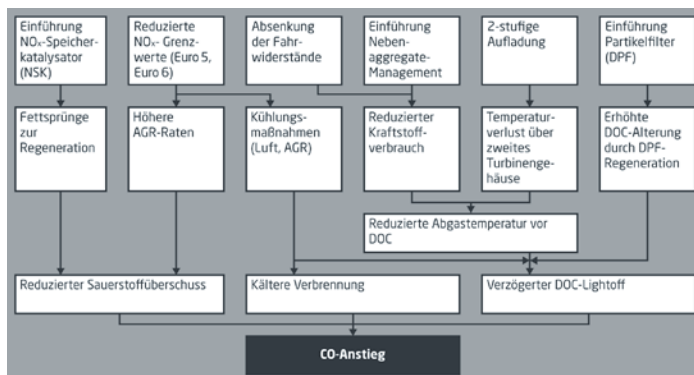 Einführung
NOₓ-Speicher-
katalysator
(NSK)
Reduzierte
NOₓ- Grenz-
werte (Euro 5,
Euro 6)
Absenkung
der Fahr-
widerstände
Einführung
Neben-
aggregate-
Management
2-stufige
Aufladung
Einführung
Partikelfilter
(DPF)
Fettsprünge
zur
Regeneration
Höhere
AGR-Raten
Kühlungs-
maßnahmen
(Luft, AGR)
Reduzierter
Kraftstoff-
verbrauch
Temperatur-
verlust über
zweites
Turbinenge-
häuse
Erhöhte
DOC-Alterung
durch DPF-
Regeneration
Reduzierte Abgastemperatur vor
DOC
Reduzierter Sauerstoffüberschuss
Kältere Verbrennung
Verzögerter DOC-Lightoff
CO-Anstieg